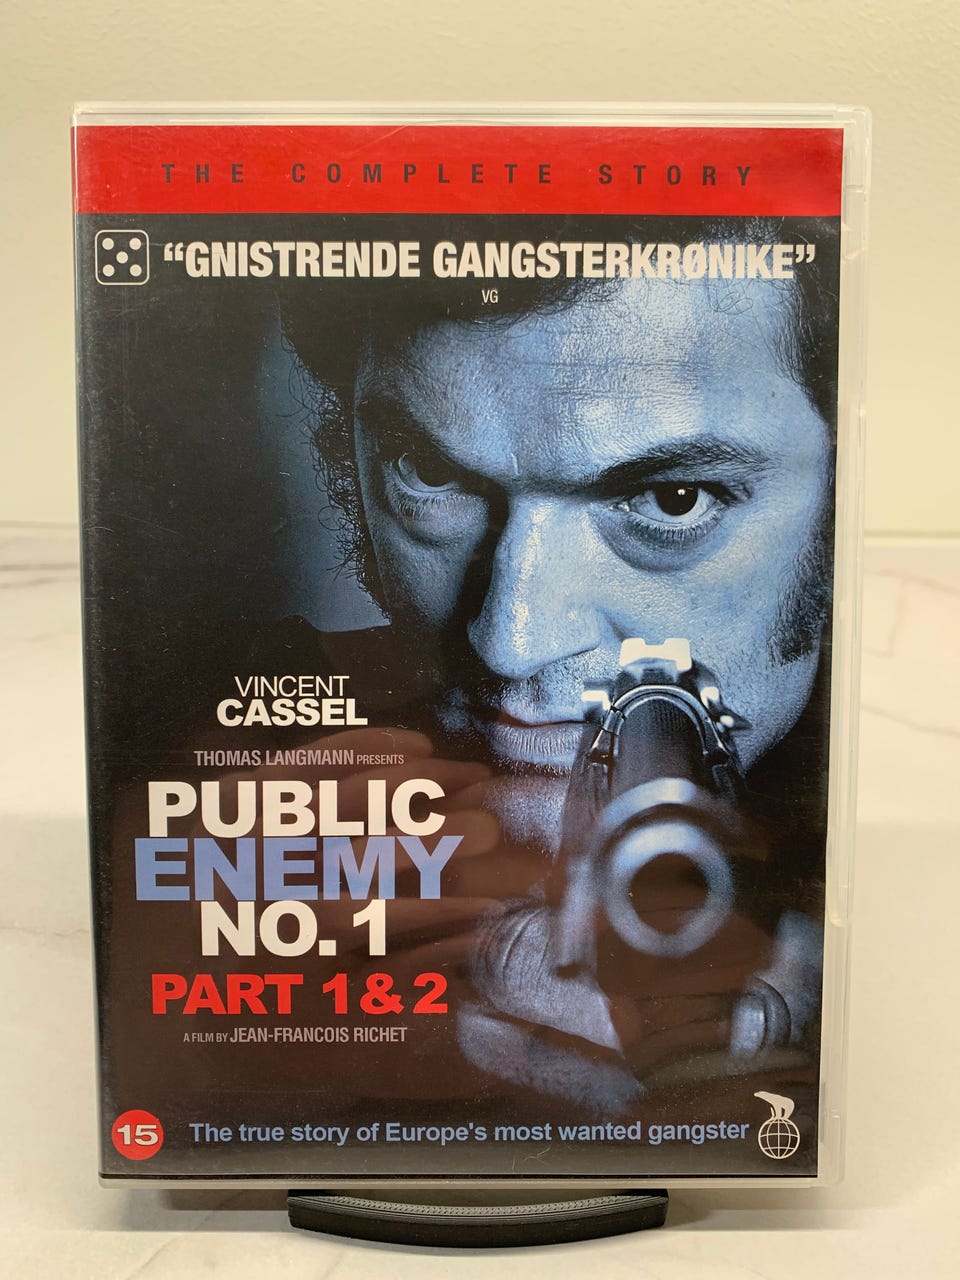 THE COMPLETE STORY
“GNISTRENDE GANGSTERKRØNIKE”
VG
VINCENT
CASSEL
THOMAS LANGMANN PRESENTS
PUBLIC
ENEMY
NO. 1
PART 1 & 2
A FILM BY JEAN-FRANCOIS RICHET
15
The true story of Europe's most wanted gangster